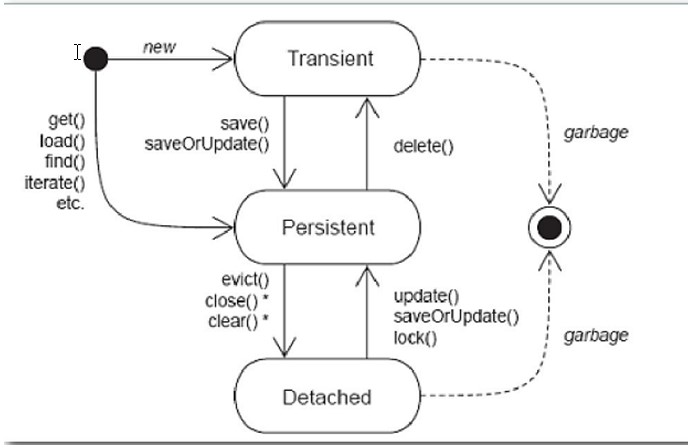 new
Transient
get()
load()
find()
iterate()
etc.
save()
saveOrUpdate()
delete()
garbage
Persistent
evict()
close() *
clear() *
update()
saveOrUpdate()
lock()
garbage
Detached